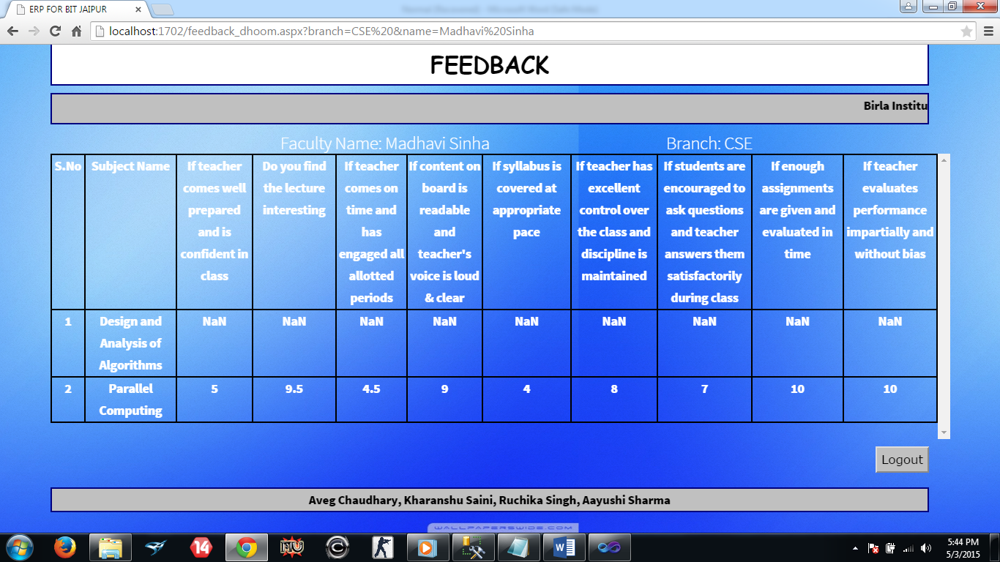 ERP FOR BIT JAIPUR
localhost:1702/feedback_dhoom.aspx?branch=CSE%20&name=Madhavi%20Sinha
FEEDBACK
Birla Institu
Faculty Name: Madhavi Sinha
Branch: CSE
S.No
Subject Name
If teacher
comes well
prepared
and is
confident in
class
Do you find
the lecture
interesting
If teacher
comes on
time and
has
engaged all
allotted
periods
If content on
board is
readable
and
teacher's
voice is loud
& clear
If syllabus is
covered at
appropriate
pace
If teacher has
excellent
control over
the class and
discipline is
maintained
If students are
encouraged to
ask questions
and teacher
answers them
satisfactorily
during class
If enough
assignments
are given and
evaluated in
time
If teacher
evaluates
performance
impartially and
without bias
1
Design and
Analysis of
Algorithms
NaN
NaN
NaN
NaN
NaN
NaN
NaN
NaN
NaN
2
Parallel
Computing
5
9.5
4.5
9
4
8
7
10
10
Logout
Aveg Chaudhary, Kharanshu Saini, Ruchika Singh, Aayushi Sharma
WALLPAPERSWIDE.COM
14
MU
5:44 PM
5/3/2015